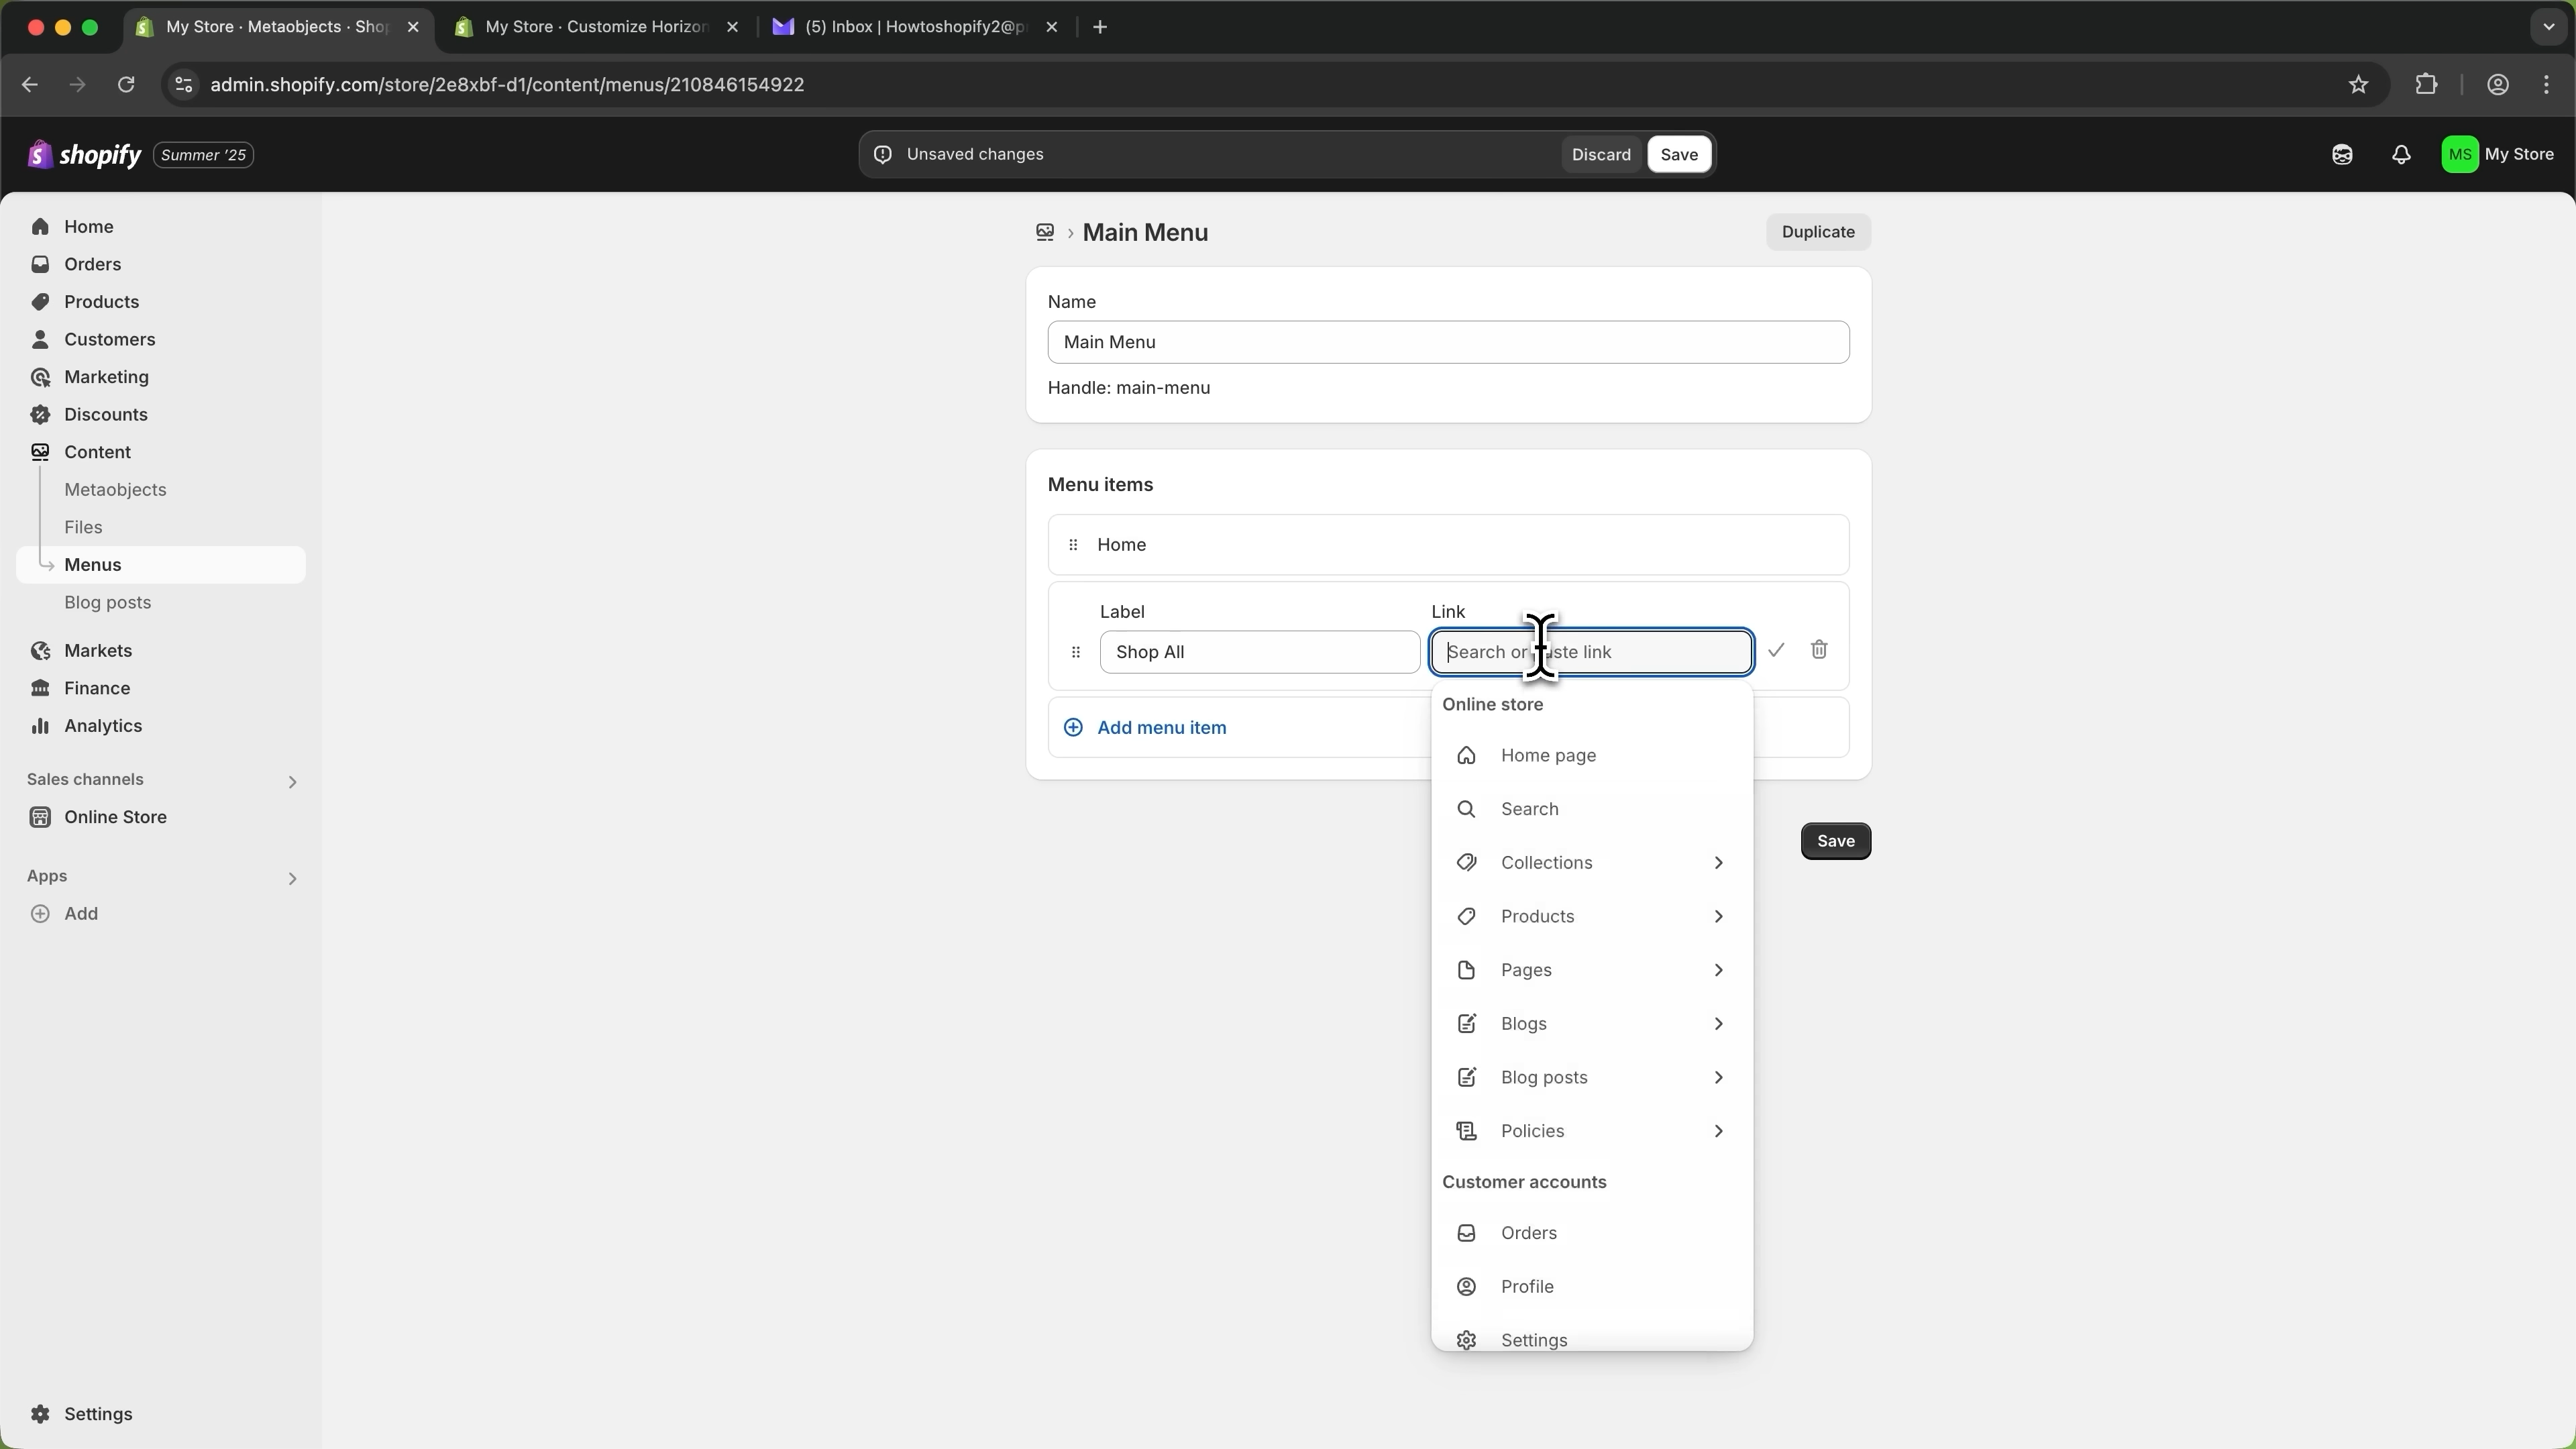 My Store · Metaobjects · Shop
My Store · Customize Horizon
(5) Inbox | Howtoshopify2@p
admin.shopify.com/store/2e8xbf-d1/content/menus/210846154922
shopify
Summer '25
Unsaved changes
Discard
Save
MS
My Store
Home
Orders
Products
Customers
Marketing
Discounts
Content
Metaobjects
Files
Menus
Blog posts
Markets
Finance
Analytics
Sales channels
Online Store
Apps
Add
Settings
Main Menu
Duplicate
Name
Main Menu
Handle: main-menu
Menu items
Home
Label
Link
Shop All
Search or paste link
Add menu item
Online store
Home page
Search
Collections
Products
Pages
Blogs
Blog posts
Policies
Customer accounts
Orders
Profile
Settings
Save